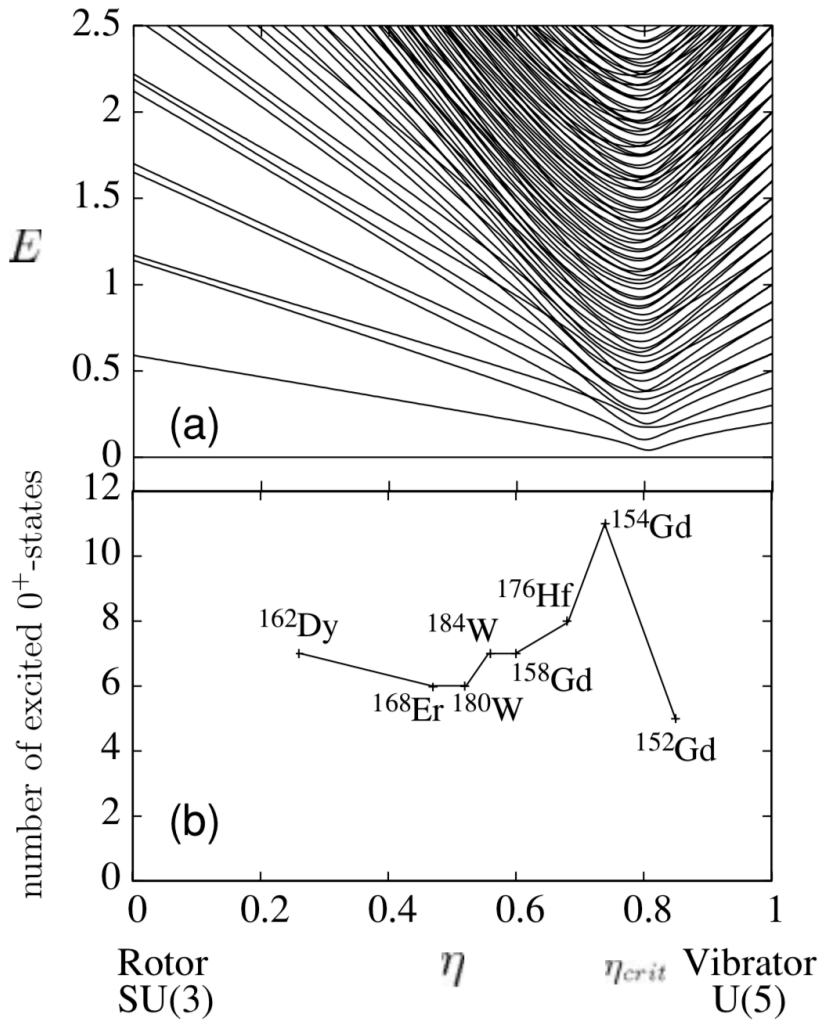 2.5
2
1.5
E
1
0.5
(a)
0
12
number of excited 0⁺-states
10
¹⁵⁴Gd
8
¹⁷⁶Hf
¹⁶²Dy
¹⁸⁴W
6
¹⁵⁸Gd
¹⁶⁸Er ¹⁸⁰W
4
¹⁵²Gd
2
(b)
0
0 0.2 0.4 0.6 0.8 1
Rotor η η_crit Vibrator
SU(3) U(5)